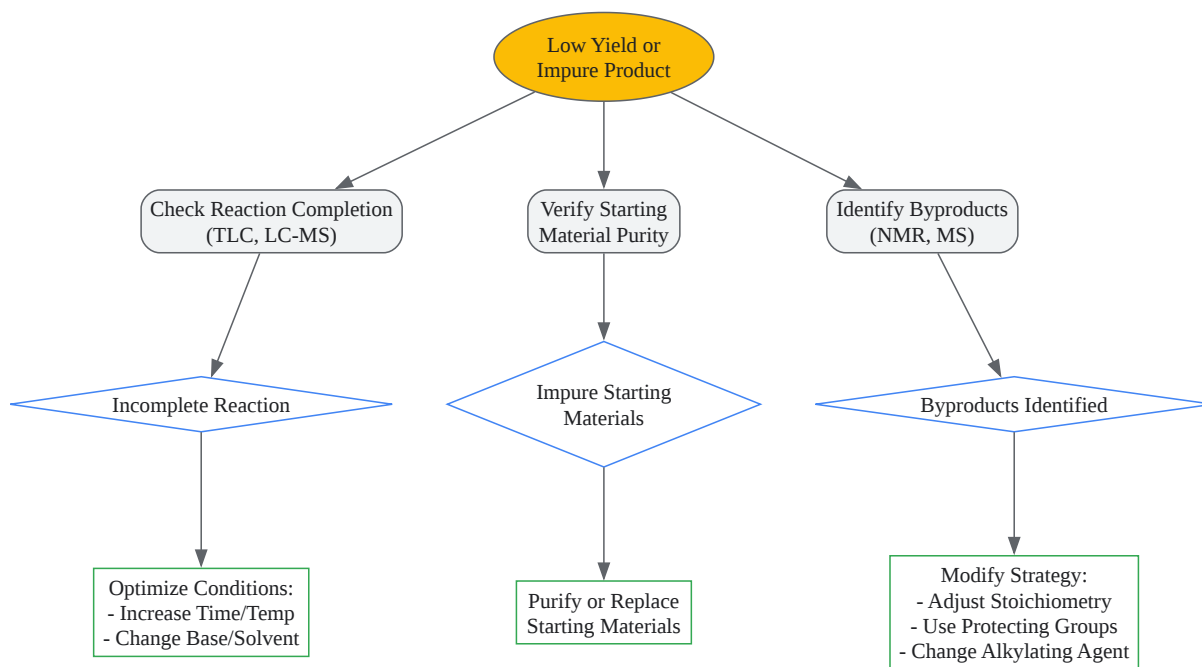 Low Yield or
Impure Product
Check Reaction Completion
(TLC, LC-MS)
Verify Starting
Material Purity
Identify Byproducts
(NMR, MS)
Incomplete Reaction
Impure Starting
Materials
Byproducts Identified
Optimize Conditions:
- Increase Time/Temp
- Change Base/Solvent
Purify or Replace
Starting Materials
Modify Strategy:
- Adjust Stoichiometry
- Use Protecting Groups
- Change Alkylating Agent